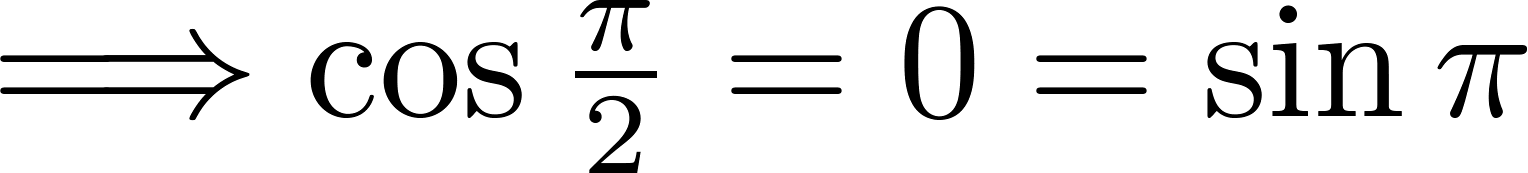 ⟹ cos π/2 = 0 = sin π